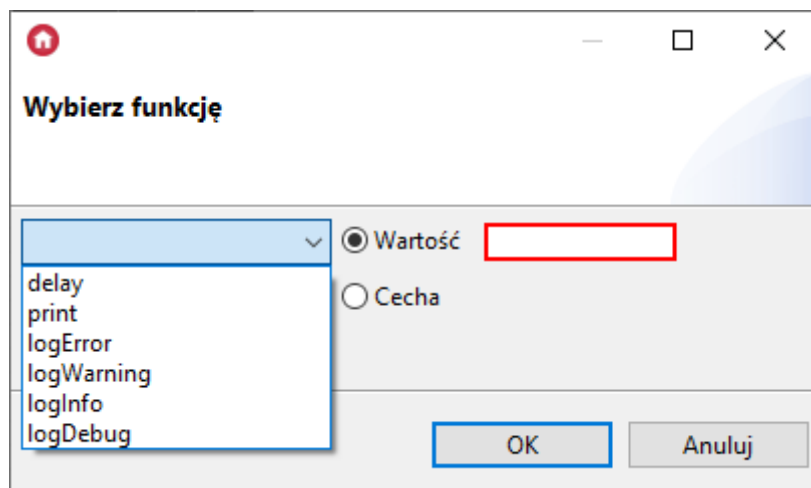 Wybierz funkcję
Wartość
Cecha
delay
print
logError
logWarning
logInfo
logDebug
OK
Anuluj